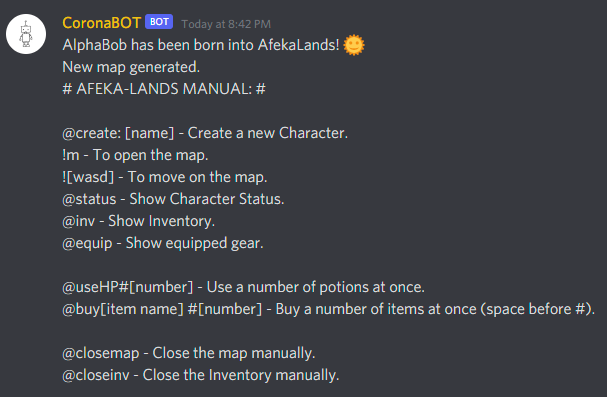 CoronaBOT BOT Today at 8:42 PM
AlphaBob has been born into AfekaLands! 🌞
New map generated.
# AFEKA-LANDS MANUAL: #
@create: [name] - Create a new Character.
!m - To open the map.
![wasd] - To move on the map.
@status - Show Character Status.
@inv - Show Inventory.
@equip - Show equipped gear.
@useHP#[number] - Use a number of potions at once.
@buy[item name] #[number] - Buy a number of items at once (space before #).
@closemap - Close the map manually.
@closeinv - Close the Inventory manually.